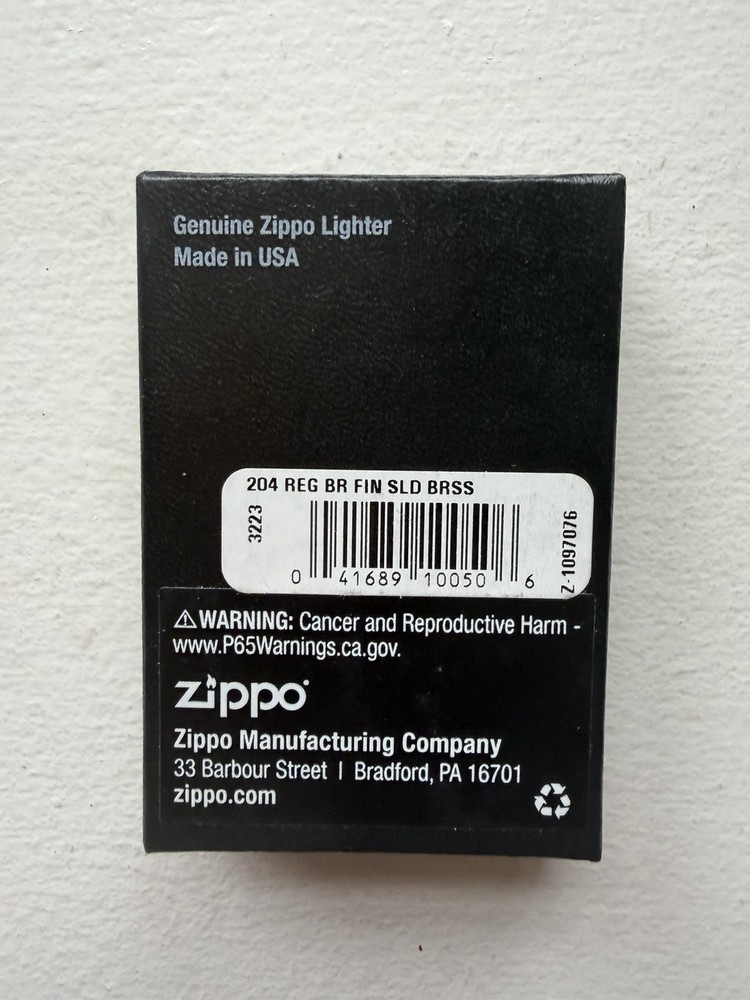 Genuine Zippo Lighter
Made in USA
204 REG BR FIN SLD BRSS
3223
0 41689 10050 6
Z-1097076
⚠WARNING: Cancer and Reproductive Harm -
www.P65Warnings.ca.gov.
zippo
Zippo Manufacturing Company
33 Barbour Street | Bradford, PA 16701
zippo.com